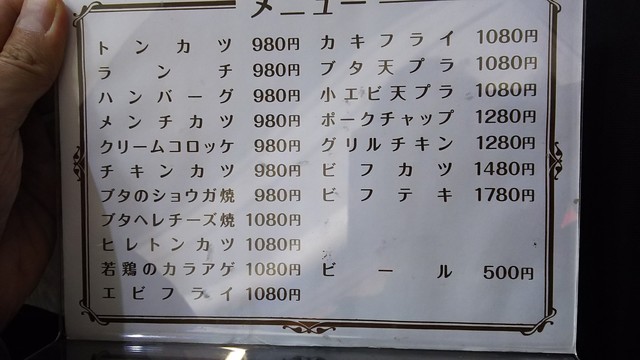 メニュー
トンカツ 980円
ランチ 980円
ハンバーグ 980円
メンチカツ 980円
クリームコロッケ 980円
チキンカツ 980円
ブタのショウガ焼 980円
ブタヘレチーズ焼 1080円
ヒレトンカツ 1080円
若鶏のカラアゲ 1080円
エビフライ 1080円
カキフライ 1080円
ブタ天プラ 1080円
小エビ天プラ 1080円
ポークチャップ 1280円
グリルチキン 1280円
ビフカツ 1480円
ビフテキ 1780円
ビール 500円